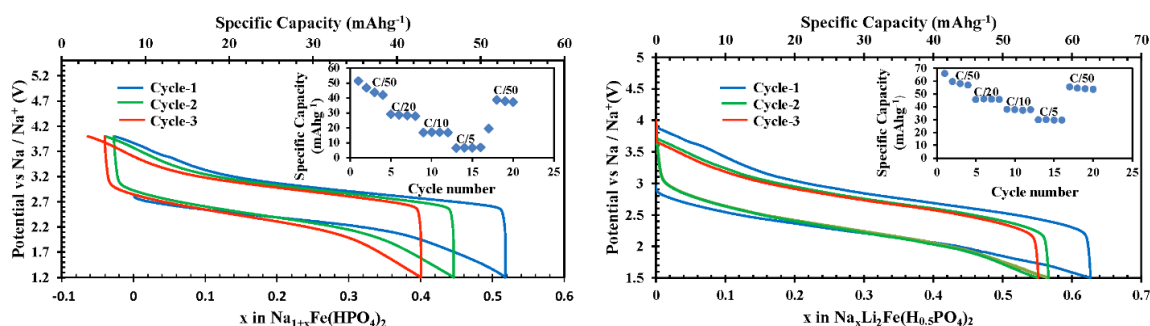 Specific Capacity (mAhg⁻¹)
0 10 20 30 40 50 60
Potential vs Na / Na⁺ (V)
5.2
4.7
4.2
3.7
3.2
2.7
2.2
1.7
1.2
Cycle-1
Cycle-2
Cycle-3
Specific Capacity
(mAhg⁻¹)
60
50
40
30
20
10
0
C/50
C/20
C/10
C/5
C/50
0 5 10 15 20 25
Cycle number
-0.1 0 0.1 0.2 0.3 0.4 0.5 0.6
x in Na₁₊ₓFe(HPO₄)₂
Specific Capacity (mAhg⁻¹)
0 10 20 30 40 50 60 70
Potential vs Na / Na⁺(V)
5
4.5
4
3.5
3
2.5
2
1.5
Cycle-1
Cycle-2
Cycle-3
Specific Capacity
(mAhg⁻¹)
70
60
50
40
30
20
10
0
C/50
C/20
C/10
C/5
C/50
0 5 10 15 20 25
Cycle number
0 0.1 0.2 0.3 0.4 0.5 0.6 0.7
x in NaₓLi₂Fe(H₀.₅PO₄)₂